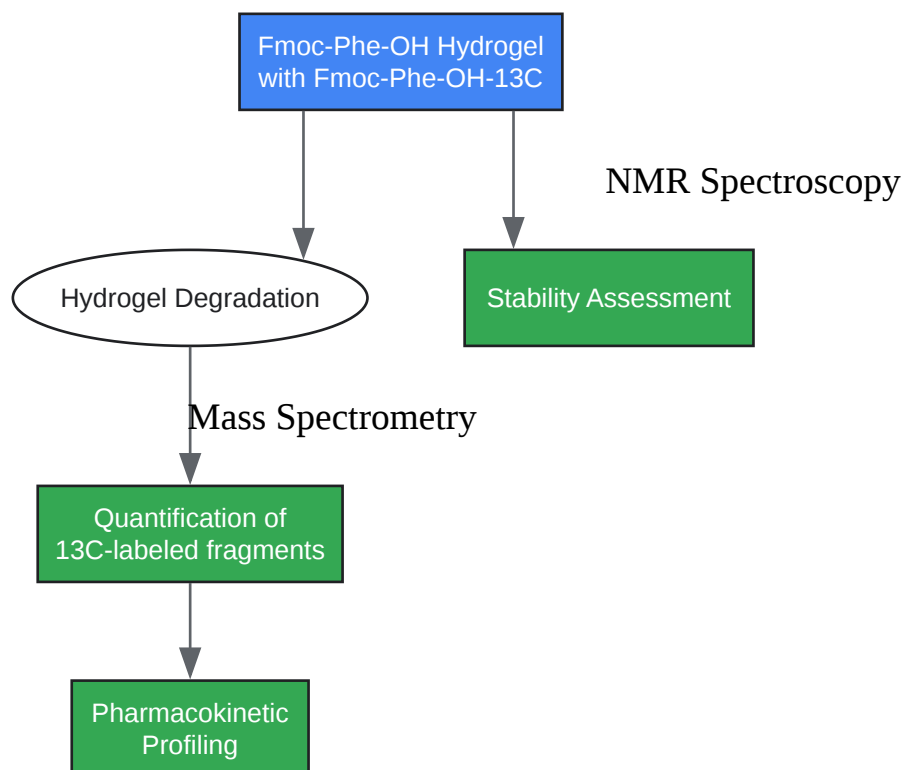 Fmoc-Phe-OH Hydrogel
with Fmoc-Phe-OH-13C
NMR Spectroscopy
Hydrogel Degradation
Stability Assessment
Mass Spectrometry
Quantification of
13C-labeled fragments
Pharmacokinetic
Profiling